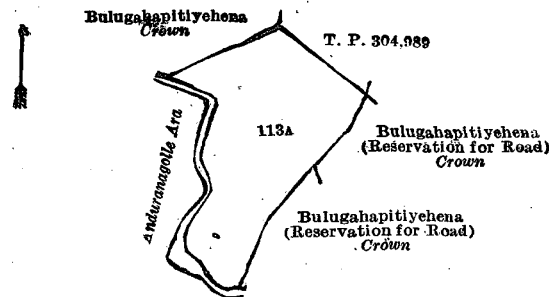 Bulugahapitiyehena
Crown
T. P. 304,989
113A
Anduranagolle Ara
Bulugahapitiyehena
(Reservation for Road)
Crown
Bulugahapitiyehena
(Reservation for Road)
Crown